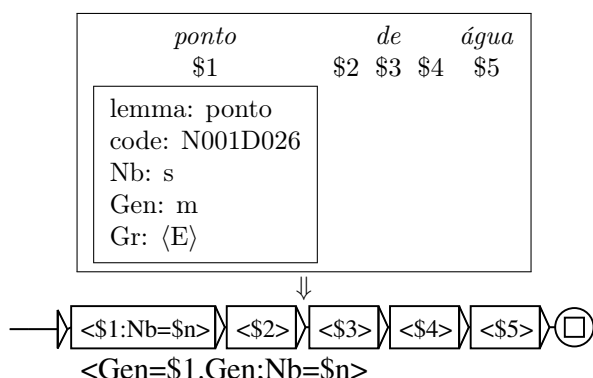 ponto de água
$1 $2 $3 $4 $5
lemma: ponto
code: N001D026
Nb: s
Gen: m
Gr: ⟨E⟩
⇓
<$1:Nb=$n> <$2> <$3> <$4> <$5>
<Gen=$1.Gen;Nb=$n>